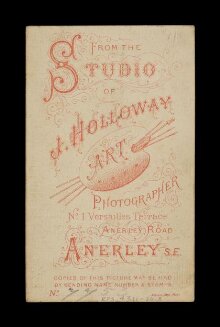 FROM THE
STUDIO
OF
J. HOLLOWAY
ART
PHOTOGRAPHER
No. 1 Versailles Terrace
ANERLEY ROAD
ANERLEY S.E.
COPIES OF THIS PICTURE MAY BE HAD
BY SENDING NAME NUMBER & STAMPS
No.